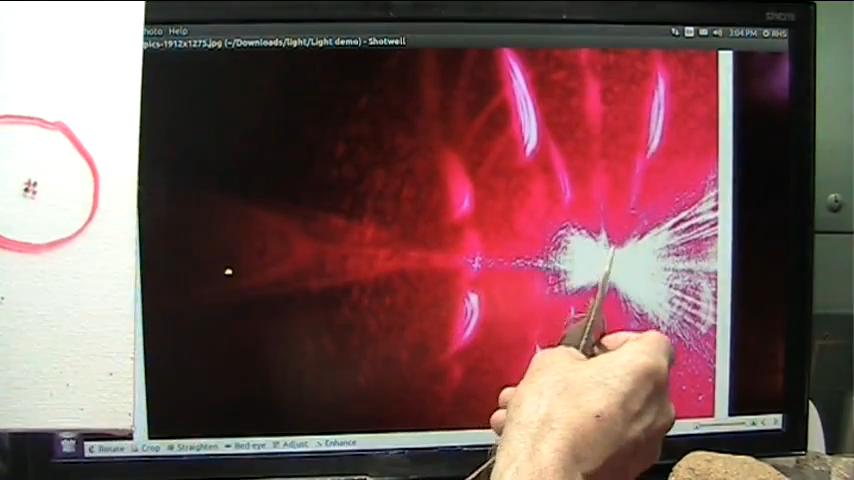 Photo Help
pics-1912x1275.jpg (~/Downloads/light/Light demo) - Shotwell
3:04 PM RHS
Rotate Crop Straighten Red-eye Adjust Enhance